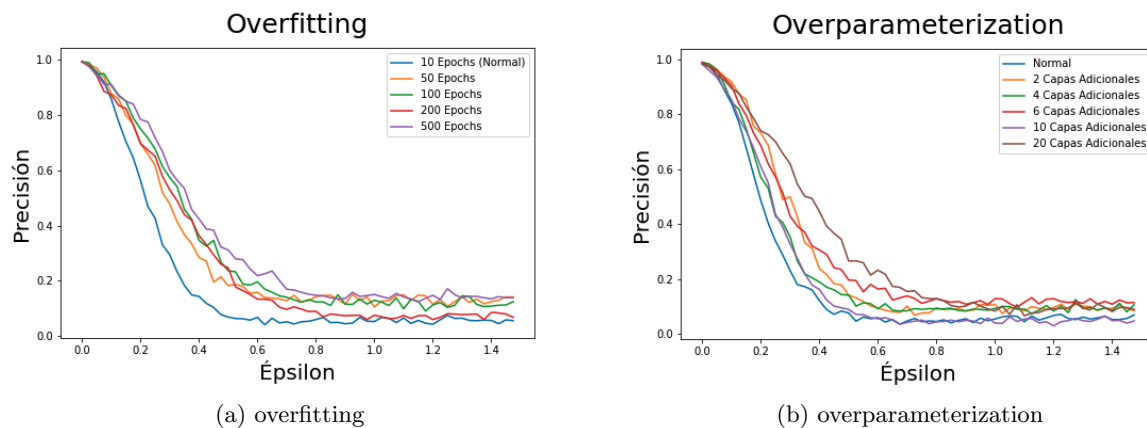 Overfitting
1.0
0.8
0.6
0.4
0.2
0.0
Precisión
10 Epochs (Normal)
50 Epochs
100 Epochs
200 Epochs
500 Epochs
0.0 0.2 0.4 0.6 0.8 1.0 1.2 1.4
Épsilon
(a) overfitting
Overparameterization
1.0
0.8
0.6
0.4
0.2
0.0
Precisión
Normal
2 Capas Adicionales
4 Capas Adicionales
6 Capas Adicionales
10 Capas Adicionales
20 Capas Adicionales
0.0 0.2 0.4 0.6 0.8 1.0 1.2 1.4
Épsilon
(b) overparameterization